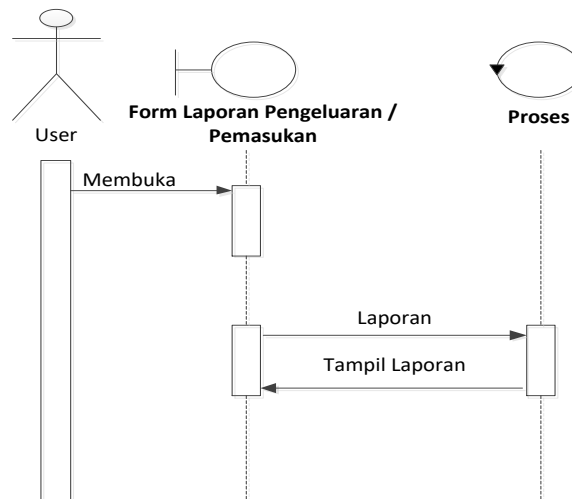 User
Form Laporan Pengeluaran /
Pemasukan
Proses
Membuka
Laporan
Tampil Laporan